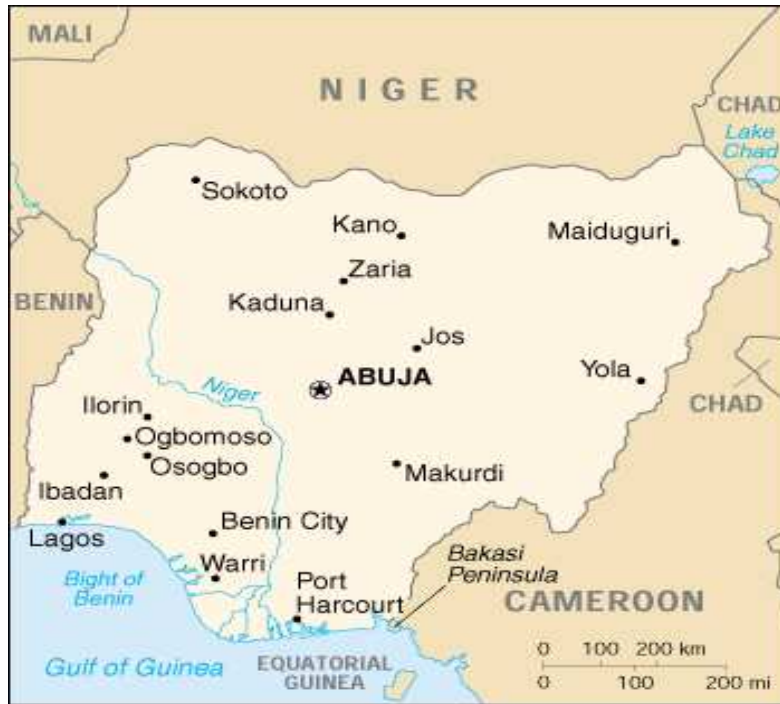 MALI
NIGER
CHAD
Lake
Chad
Sokoto
Kano
Maiduguri
Zaria
BENIN
Kaduna
Jos
Niger
ABUJA
Yola
CHAD
Ilorin
Ogbomoso
Osogbo
Ibadan
Makurdi
Lagos
Benin City
Bight of
Benin
Warri
Port
Harcourt
Bakasi
Peninsula
CAMEROON
Gulf of Guinea
EQUATORIAL
GUINEA
0 100 200 km
0 100 200 mi